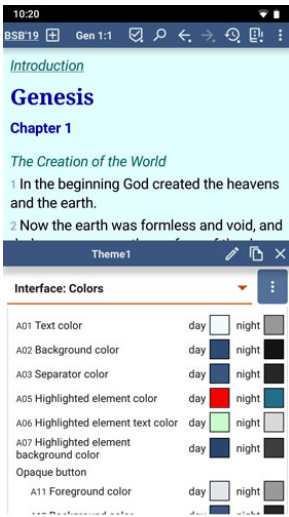 10:20
BSB'19 Gen 1:1
Introduction
Genesis
Chapter 1
The Creation of the World
1 In the beginning God created the heavens
and the earth.
2 Now the earth was formless and void, and
Theme1
Interface: Colors
A01 Text color day night
A02 Background color day night
A03 Separator color day night
A05 Highlighted element color day night
A06 Highlighted element text color day night
A07 Highlighted element
background color day night
Opaque button
A11 Foreground color day night